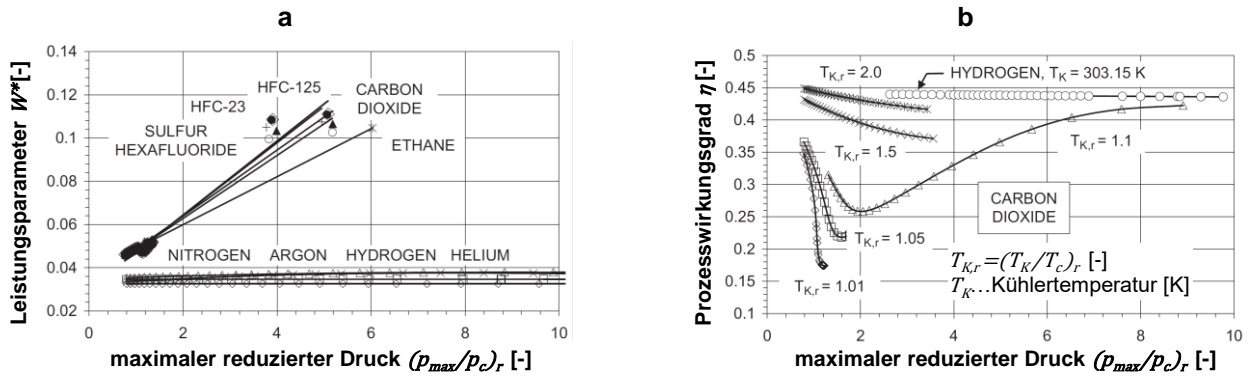 a
Leistungsparameter W*[-]
0.14
0.12
0.1
0.08
0.06
0.04
0.02
HFC-125
HFC-23
CARBON
DIOXIDE
SULFUR
HEXAFLUORIDE
ETHANE
NITROGEN ARGON HYDROGEN HELIUM
0 2 4 6 8 10
maximaler reduzierter Druck (pmax/pc)r [-]
b
Prozesswirkungsgrad η[-]
0.5
0.45
0.4
0.35
0.3
0.25
0.2
0.15
0.1
TK,r = 2.0
HYDROGEN, TK = 303.15 K
TK,r = 1.5
TK,r = 1.1
CARBON
DIOXIDE
TK,r = 1.05
TK,r = 1.01
TK,r=(TK/Tc)r [-]
TK...Kühlertemperatur [K]
0 2 4 6 8 10
maximaler reduzierter Druck (pmax/pc)r [-]